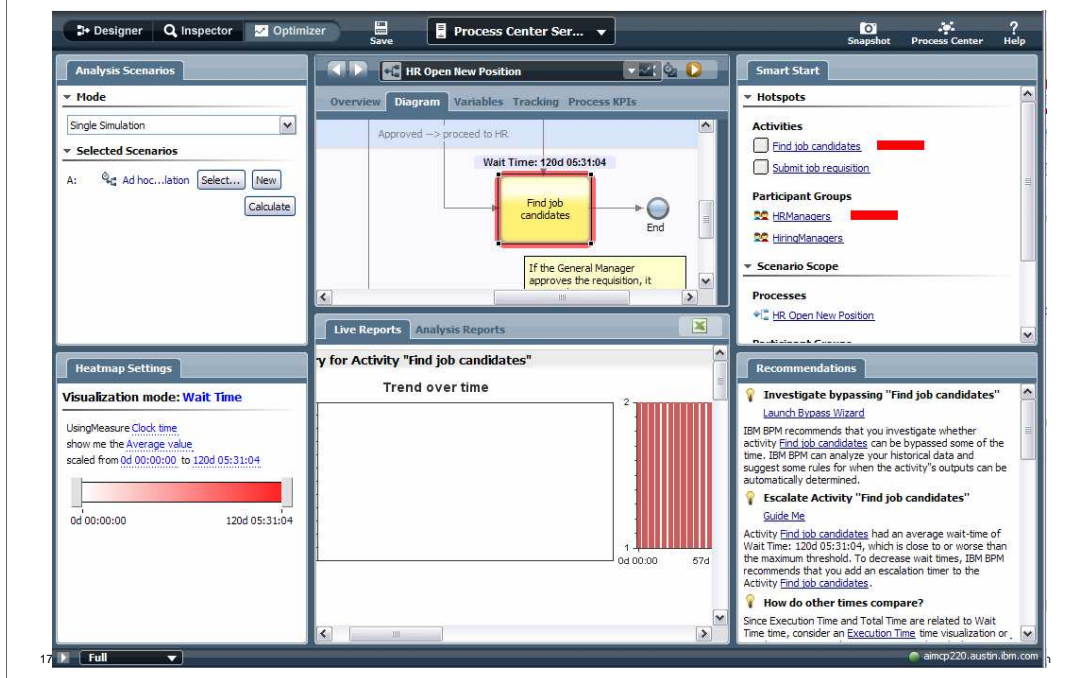 Designer
Inspector
Optimizer
Save
Process Center Ser...
Snapshot
Process Center
Help
Analysis Scenarios
Mode
Single Simulation
Selected Scenarios
A: Ad hoc...lation Select... New
Calculate
HR Open New Position
Overview Diagram Variables Tracking Process KPIs
Approved --> proceed to HR
Wait Time: 120d 05:31:04
Find job
candidates
End
If the General Manager
approves the requisition, it
Smart Start
Hotspots
Activities
Find job candidates
Submit job requisition
Participant Groups
HRManagers
HiringManagers
Scenario Scope
Processes
HR Open New Position
Participant Groups
Heatmap Settings
Visualization mode: Wait Time
UsingMeasure Clock time
show me the Average value
scaled from 0d 00:00:00 to 120d 05:31:04
0d 00:00:00 120d 05:31:04
Live Reports Analysis Reports
y for Activity "Find job candidates"
Trend over time
2
1
0d 00:00 57d
Recommendations
Investigate bypassing "Find job candidates"
Launch Bypass Wizard
IBM BPM recommends that you investigate whether
activity Find job candidates can be bypassed some of the
time. IBM BPM can analyze your historical data and
suggest some rules for when the activity"s outputs can be
automatically determined.
Escalate Activity "Find job candidates"
Guide Me
Activity Find job candidates had an average wait-time of
Wait Time: 120d 05:31:04, which is close to or worse than
the maximum threshold. To decrease wait times, IBM BPM
recommends that you add an escalation timer to the
Activity Find job candidates.
How do other times compare?
Since Execution Time and Total Time are related to Wait
Time time, consider an Execution Time time visualization or
17
Full
aimcp220.austin.ibm.com